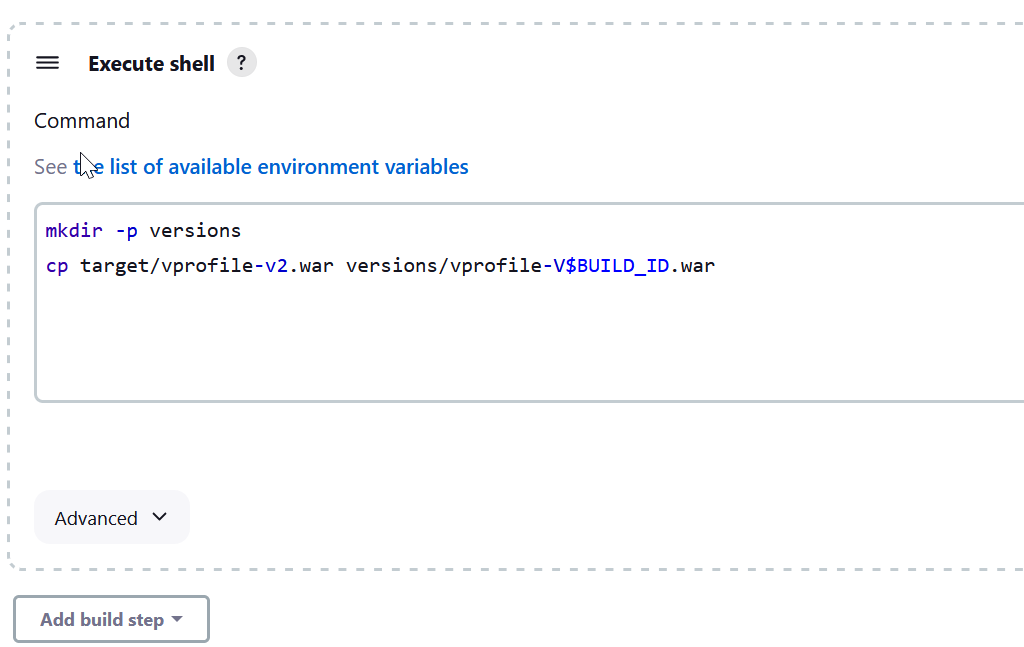 Execute shell ?
Command
See the list of available environment variables
mkdir -p versions
cp target/vprofile-v2.war versions/vprofile-V$BUILD_ID.war
Advanced
Add build step